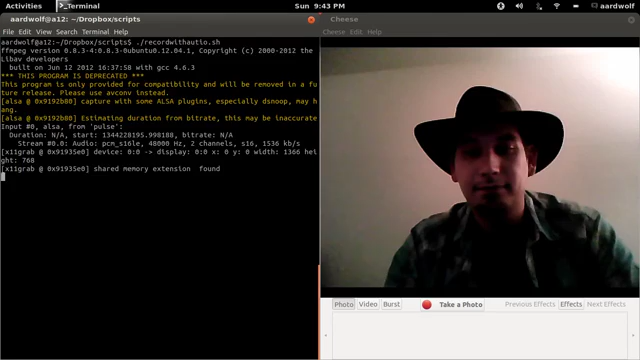 Activities
Terminal
Sun 9:43 PM
aardwolf
aardwolf@a12: ~/Dropbox/scripts
File Edit View Search Terminal Help
aardwolf@a12:~/Dropbox/scripts$ ./recordwithautio.sh
ffmpeg version 0.8.3-4:0.8.3-0ubuntu0.12.04.1, Copyright (c) 2000-2012 the
Libav developers
built on Jun 12 2012 16:37:58 with gcc 4.6.3
*** THIS PROGRAM IS DEPRECATED ***
This program is only provided for compatibility and will be removed in a fu
ture release. Please use avconv instead.
[alsa @ 0x9192b80] capture with some ALSA plugins, especially dsnoop, may h
ang.
[alsa @ 0x9192b80] Estimating duration from bitrate, this may be inaccurate
Input #0, alsa, from 'pulse':
Duration: N/A, start: 1344228195.998188, bitrate: N/A
Stream #0.0: Audio: pcm_s16le, 48000 Hz, 2 channels, s16, 1536 kb/s
[x11grab @ 0x91935e0] device: :0.0 -> display: :0.0 x: 0 y: 0 width: 1366 hei
ght: 768
[x11grab @ 0x91935e0] shared memory extension found
Cheese
Cheese Edit Help
Photo Video Burst
Take a Photo
Previous Effects Effects Next Effects